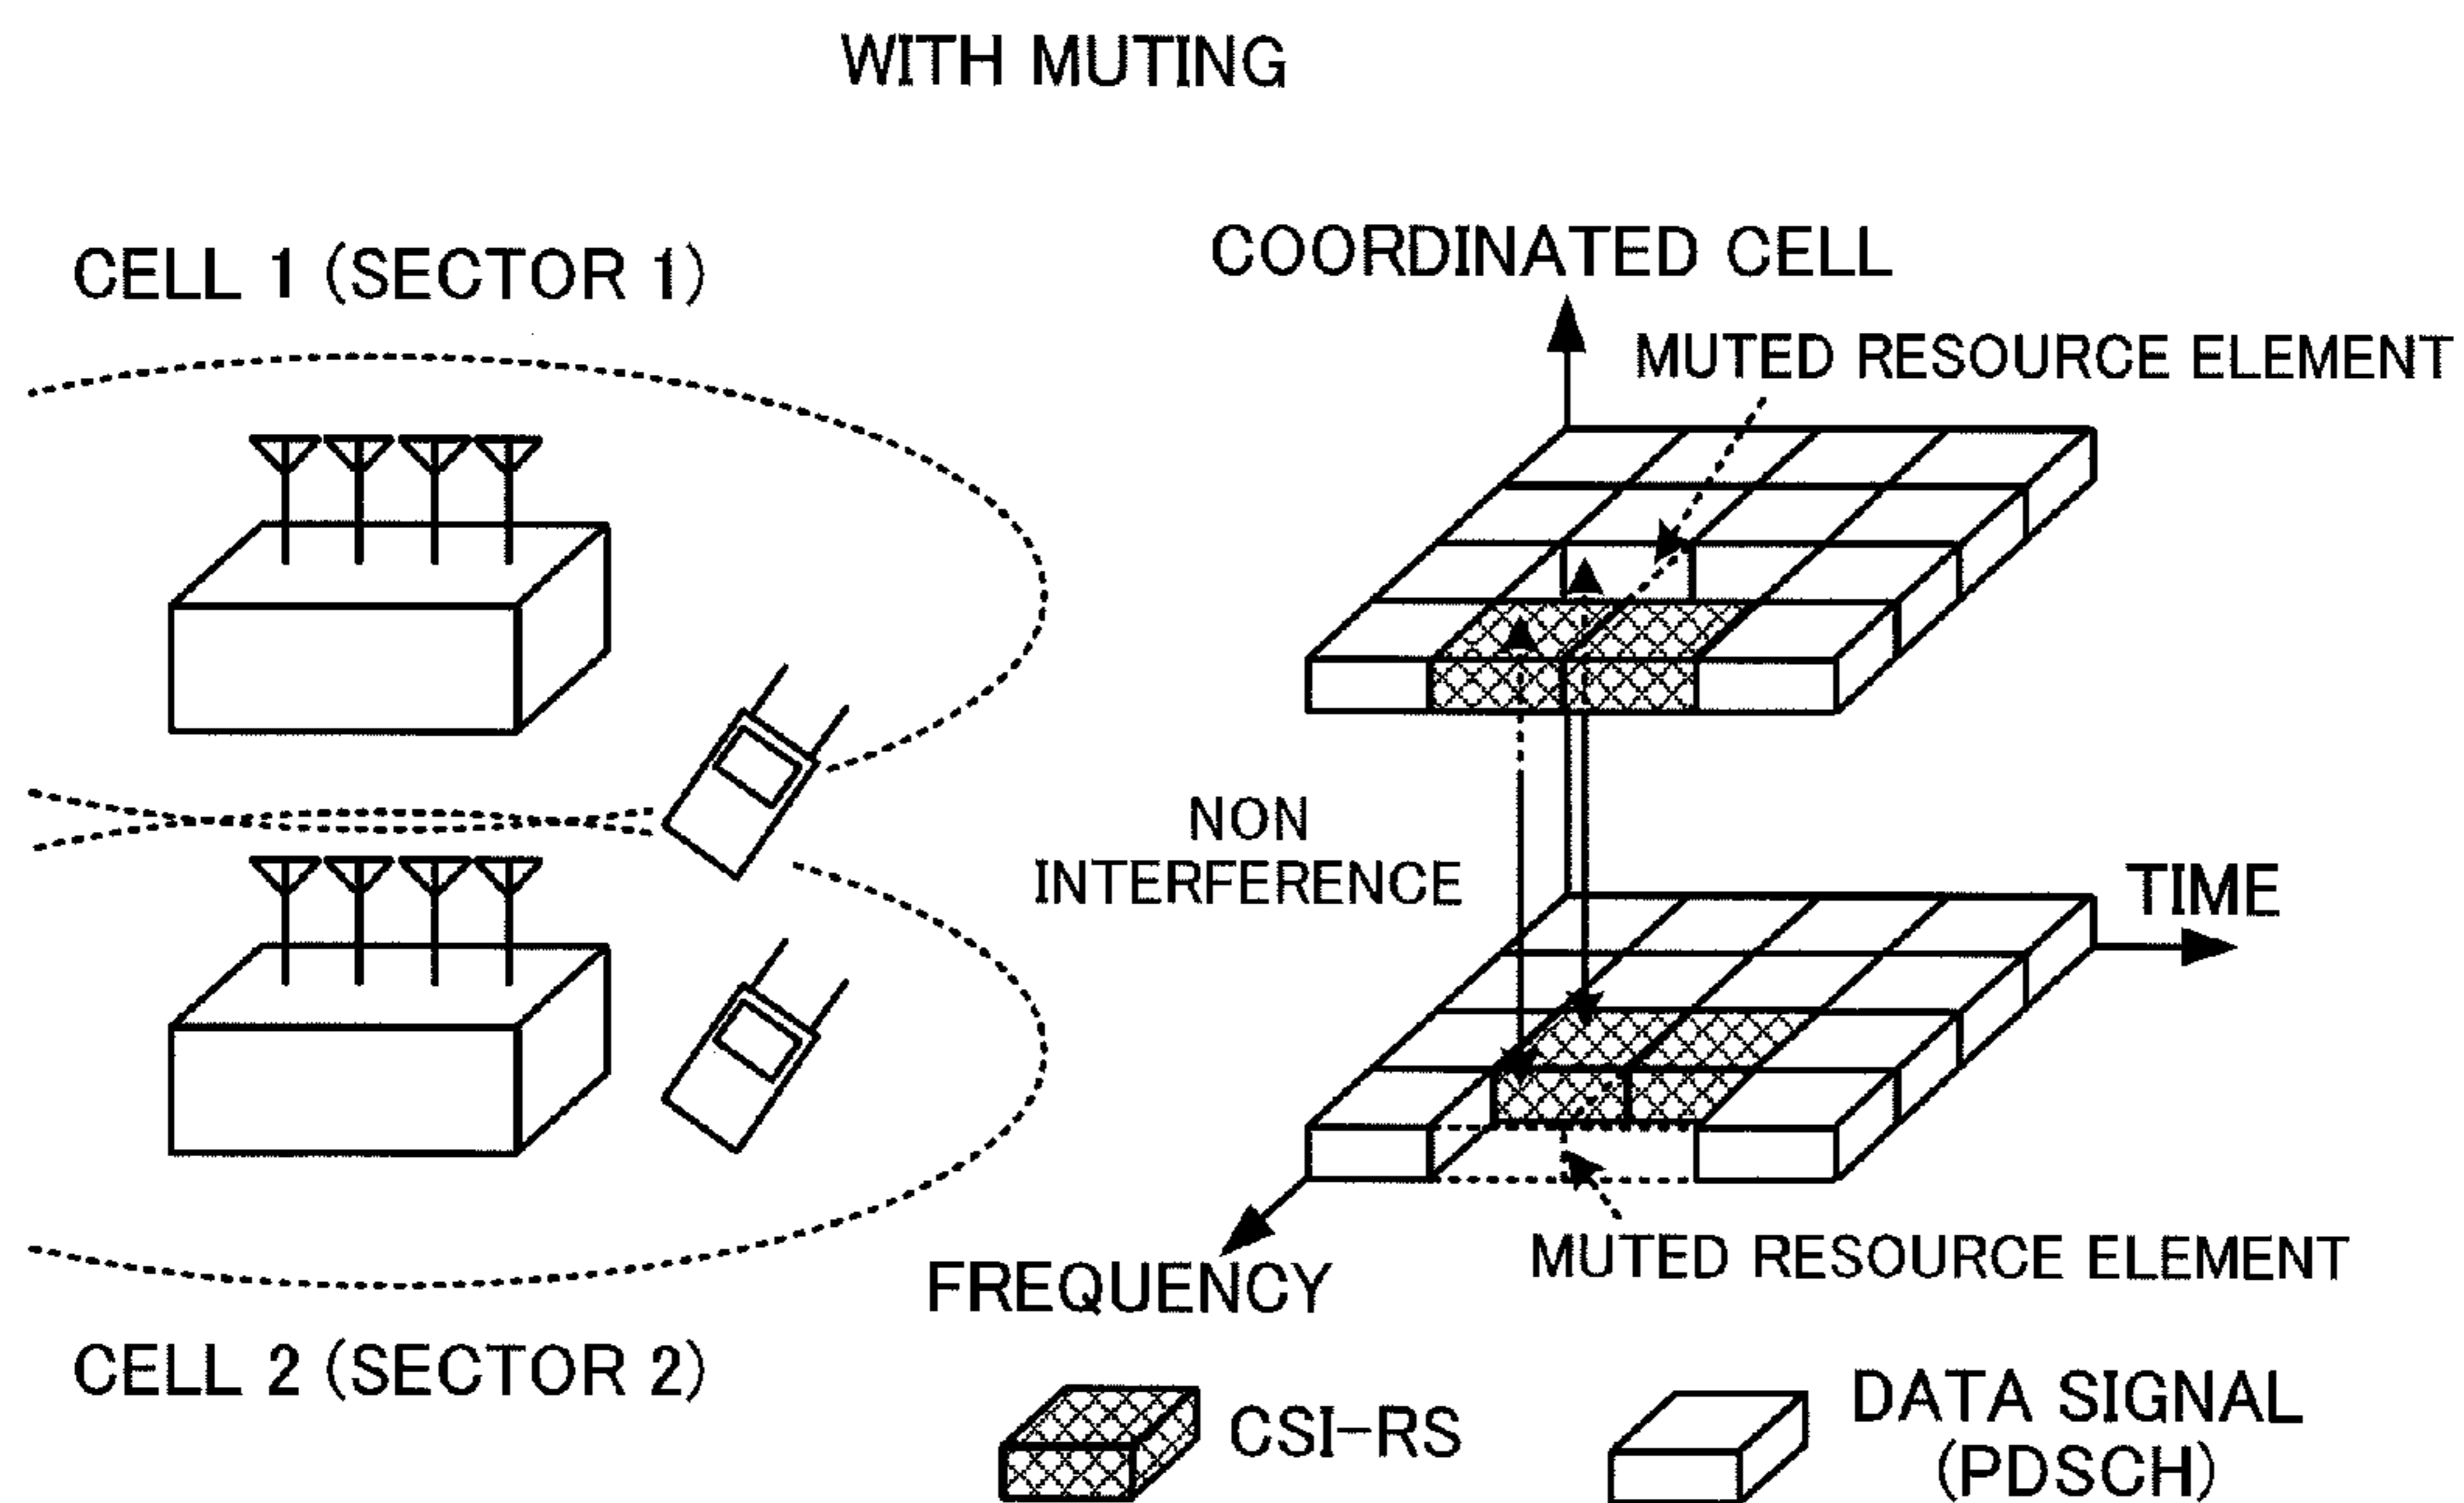 WITH MUTING
CELL 1 (SECTOR 1)
COORDINATED CELL
MUTED RESOURCE ELEMENT
NON
INTERFERENCE
TIME
MUTED RESOURCE ELEMENT
FREQUENCY
CELL 2 (SECTOR 2)
CSI-RS
DATA SIGNAL
(PDSCH)